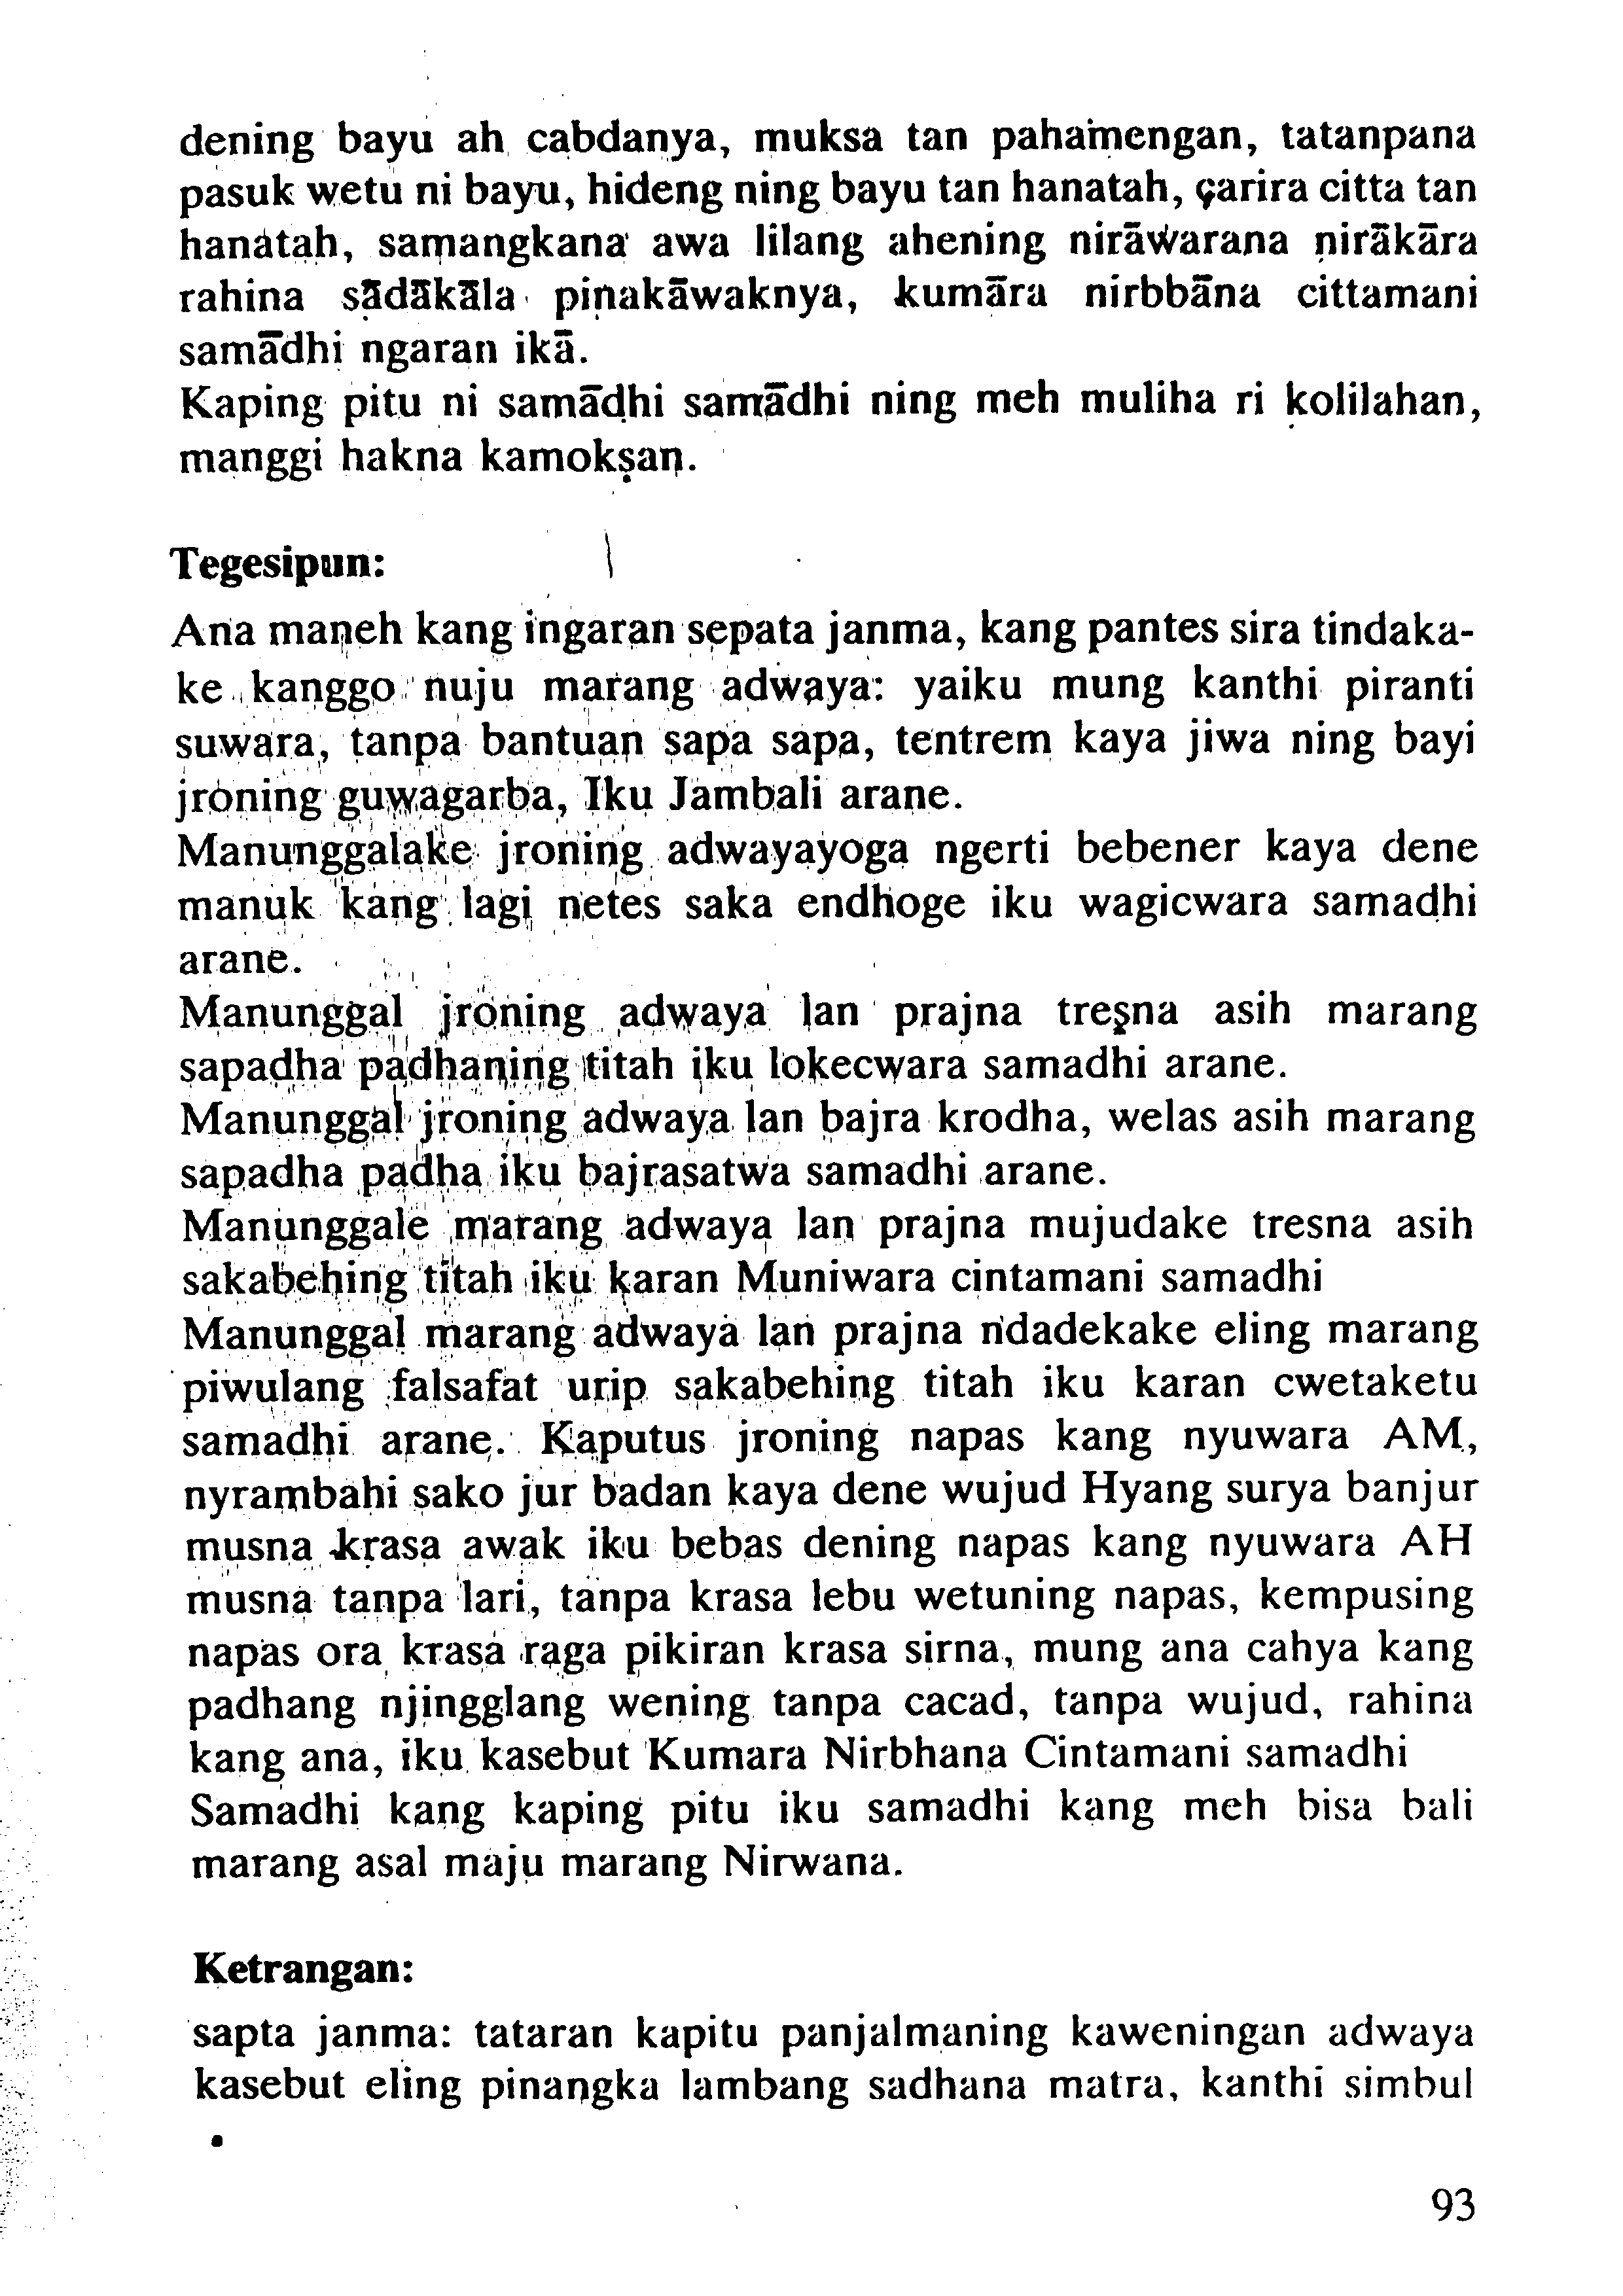 dening bayu ah cabdanya, muksa tan pahamengan, tatanpana
pasuk wetu ni bayu, hideng ning bayu tan hanatah, çarira citta tan
hanatah, samangkana awa lilang ahening nirāwarana nirākāra
rahina sādākāla pinakāwaknya, kumāra nirbbāna cittamani
samādhi ngaran ikā.
Kaping pitu ni samādhi samādhi ning meh muliha ri kolilahan,
manggi hakna kamokṣan.
Tegesipun:
Ana maneh kang ingaran sepata janma, kang pantes sira tindaka-
ke kanggo nuju marang adwaya: yaiku mung kanthi piranti
suwara, tanpa bantuan sapa sapa, tentrem kaya jiwa ning bayi
jroning guwagarba, Iku Jambali arane.
Manunggalake jroning adwayayoga ngerti bebener kaya dene
manuk kang lagi netes saka endhoge iku wagicwara samadhi
arane.
Manunggal jroning adwaya lan prajna treṣna asih marang
sapadha padhaning titah iku lokecwara samadhi arane.
Manunggal jroning adwaya lan bajra krodha, welas asih marang
sapadha padha iku bajrasatwa samadhi arane.
Manunggale marang adwaya lan prajna mujudake tresna asih
sakabehing titah iku karan Muniwara cintamani samadhi
Manunggal marang adwaya lan prajna ndadekake eling marang
piwulang falsafat urip sakabehing titah iku karan cwetaketu
samadhi arane. Kaputus jroning napas kang nyuwara AM,
nyrambahi sako jur badan kaya dene wujud Hyang surya banjur
musna krasa awak iku bebas dening napas kang nyuwara AH
musna tanpa lari, tanpa krasa lebu wetuning napas, kempusing
napas ora krasa raga pikiran krasa sirna, mung ana cahya kang
padhang njingglang wening tanpa cacad, tanpa wujud, rahina
kang ana, iku kasebut Kumara Nirbhana Cintamani samadhi
Samadhi kang kaping pitu iku samadhi kang meh bisa bali
marang asal maju marang Nirwana.
Ketrangan:
sapta janma: tataran kapitu panjalmaning kaweningan adwaya
kasebut eling pinangka lambang sadhana matra, kanthi simbul
93